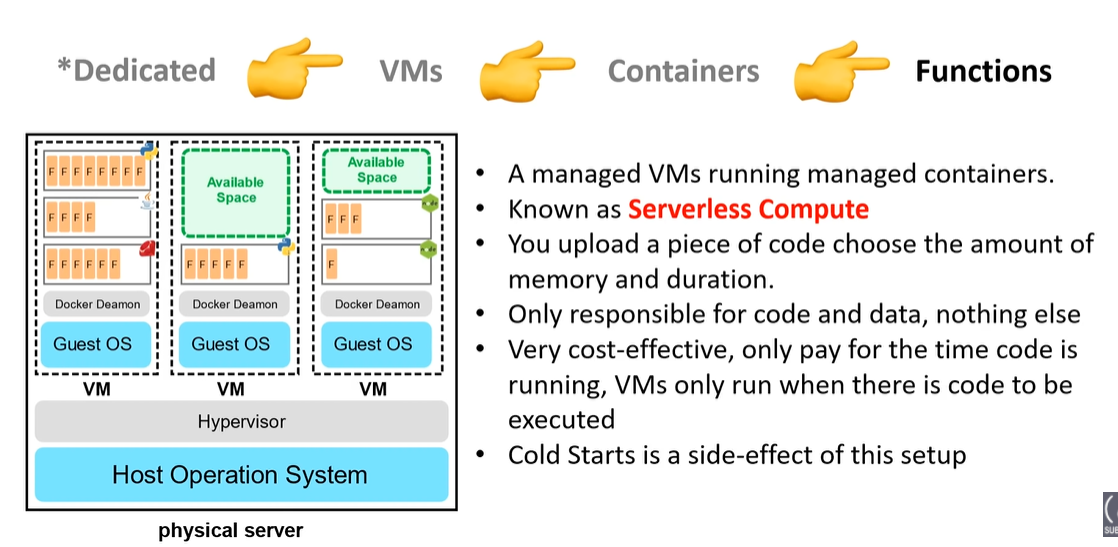 *Dedicated VMs Containers Functions
F F F F F F F F
F F F F
F F F F F F
Docker Deamon
Guest OS
VM
Available
Space
F F F F F
Docker Deamon
Guest OS
VM
Available
Space
F F F
F
Docker Deamon
Guest OS
VM
Hypervisor
Host Operation System
physical server
• A managed VMs running managed containers.
• Known as Serverless Compute
• You upload a piece of code choose the amount of
memory and duration.
• Only responsible for code and data, nothing else
• Very cost-effective, only pay for the time code is
running, VMs only run when there is code to be
executed
• Cold Starts is a side-effect of this setup